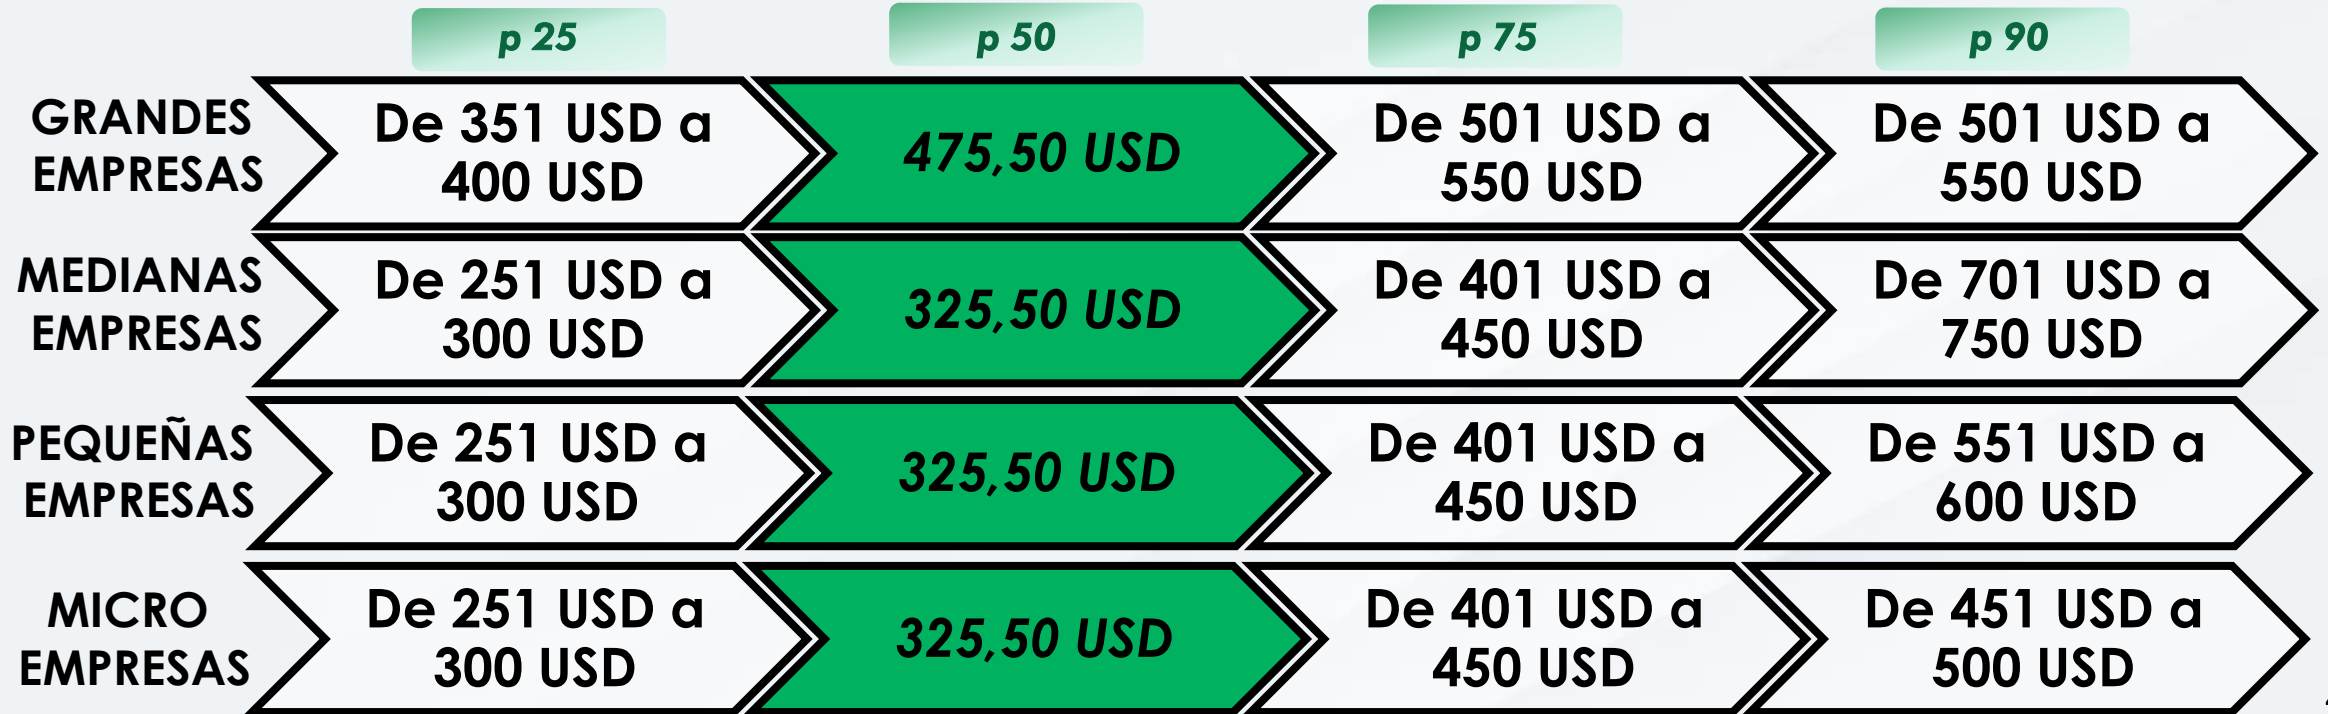 p 25
p 50
p 75
p 90
GRANDES
EMPRESAS
De 351 USD a
400 USD
475,50 USD
De 501 USD a
550 USD
De 501 USD a
550 USD
MEDIANAS
EMPRESAS
De 251 USD a
300 USD
325,50 USD
De 401 USD a
450 USD
De 701 USD a
750 USD
PEQUEÑAS
EMPRESAS
De 251 USD a
300 USD
325,50 USD
De 401 USD a
450 USD
De 551 USD a
600 USD
MICRO
EMPRESAS
De 251 USD a
300 USD
325,50 USD
De 401 USD a
450 USD
De 451 USD a
500 USD